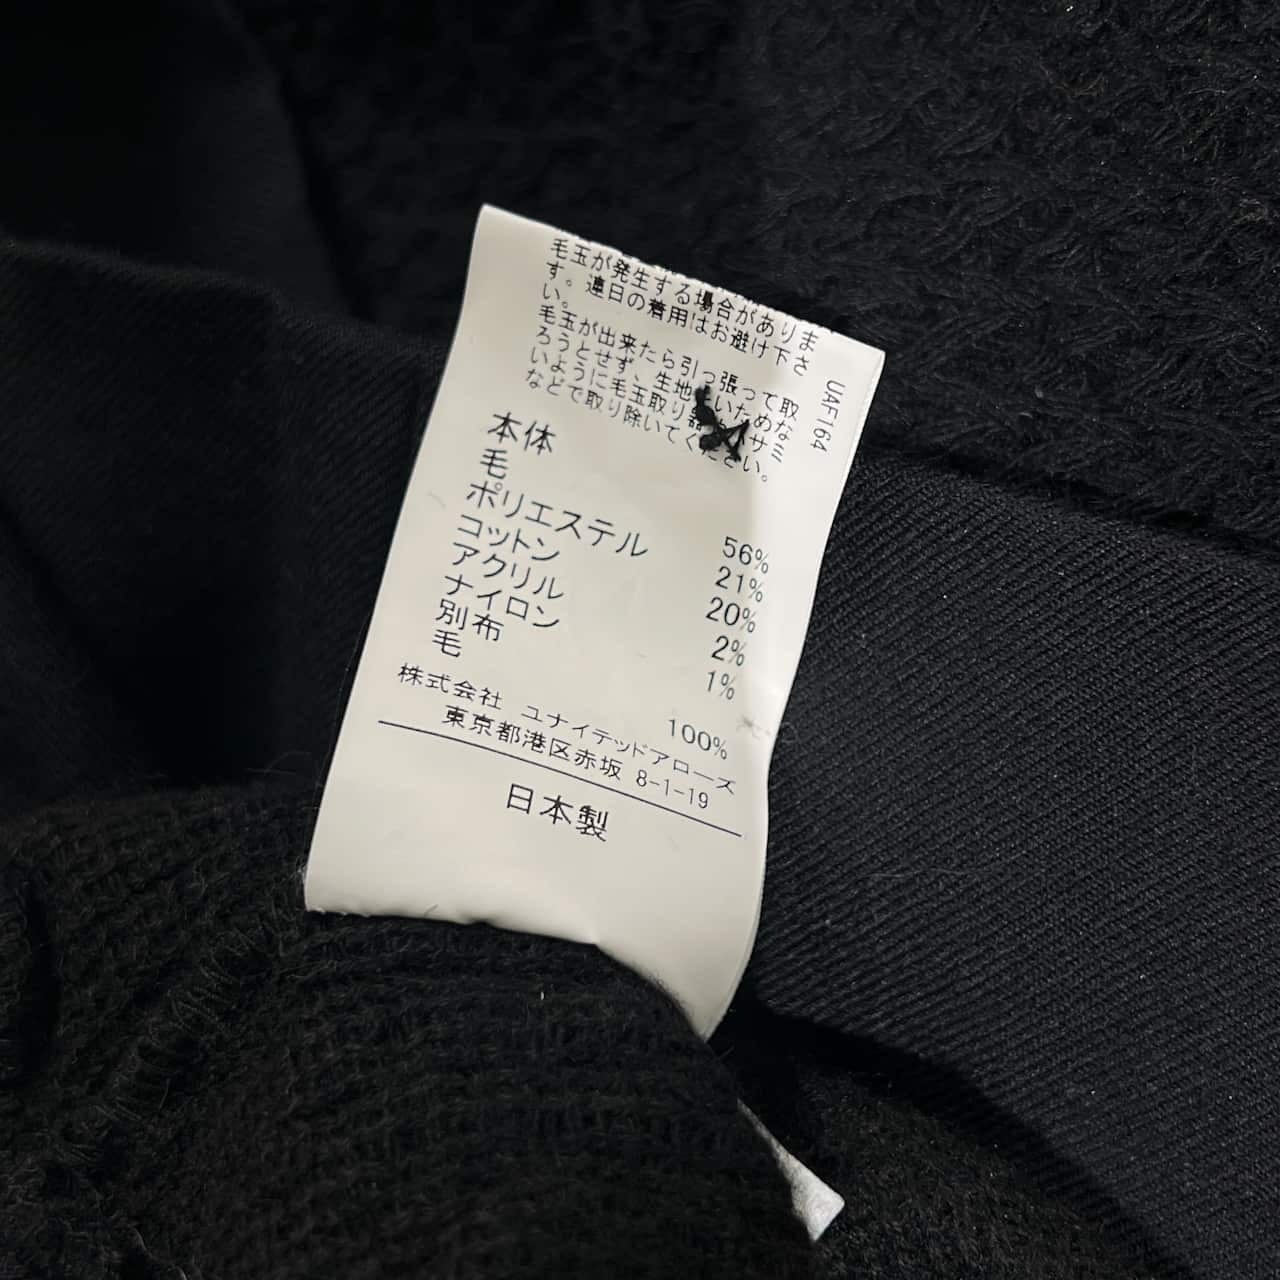 毛玉が発生する場合がありま
す。連日の着用はお避け下さ
い。
毛玉が出来たら引っ張って取
ろうとせず、生地 いためな
いように毛玉取り器 サミ
などで取り除いてください。
UAF164
本体
毛 56%
ポリエステル 21%
コットン 20%
アクリル 2%
ナイロン 1%
別布
毛 100%
株式会社 ユナイテッドアローズ
東京都港区赤坂 8-1-19
日本製